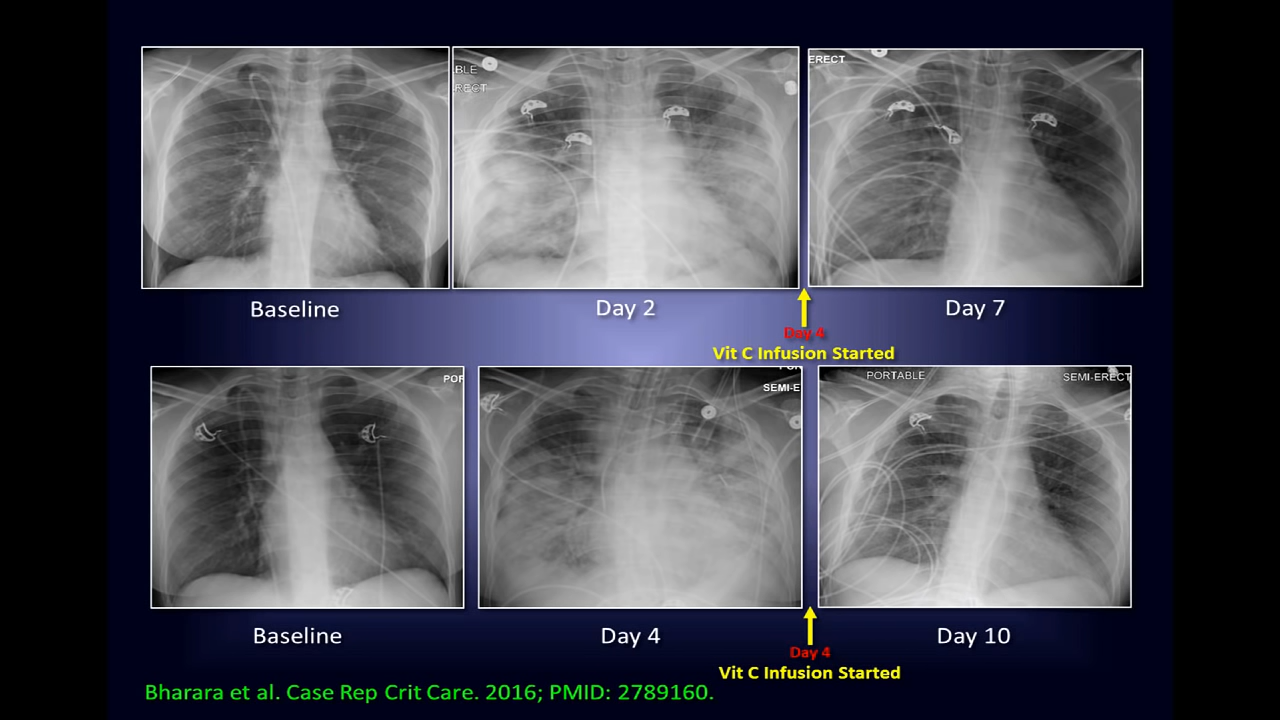 BLE
RECT
ERECT
Baseline
Day 2
Day 7
Day 4
Vit C Infusion Started
POR
SEMI-E
PORTABLE
SEMI-ERECT
Baseline
Day 4
Day 10
Day 4
Vit C Infusion Started
Bharara et al. Case Rep Crit Care. 2016; PMID: 2789160.